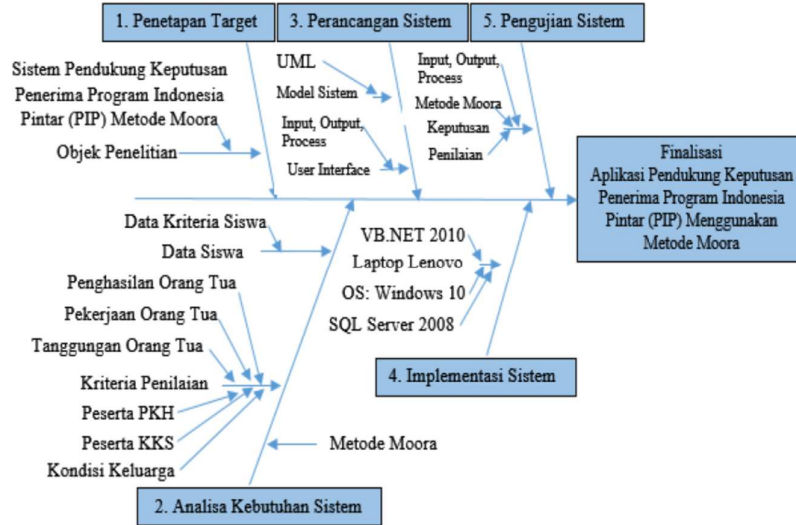 1. Penetapan Target
3. Perancangan Sistem
5. Pengujian Sistem
Sistem Pendukung Keputusan
Penerima Program Indonesia
Pintar (PIP) Metode Moora
Objek Penelitian
UML
Model Sistem
Input, Output,
Process
User Interface
Input, Output,
Process
Metode Moora
Keputusan
Penilaian
Finalisasi
Aplikasi Pendukung Keputusan
Penerima Program Indonesia
Pintar (PIP) Menggunakan
Metode Moora
Data Kriteria Siswa
Data Siswa
Penghasilan Orang Tua
Pekerjaan Orang Tua
Tanggungan Orang Tua
Kriteria Penilaian
Peserta PKH
Peserta KKS
Kondisi Keluarga
Metode Moora
VB.NET 2010
Laptop Lenovo
OS: Windows 10
SQL Server 2008
4. Implementasi Sistem
2. Analisa Kebutuhan Sistem